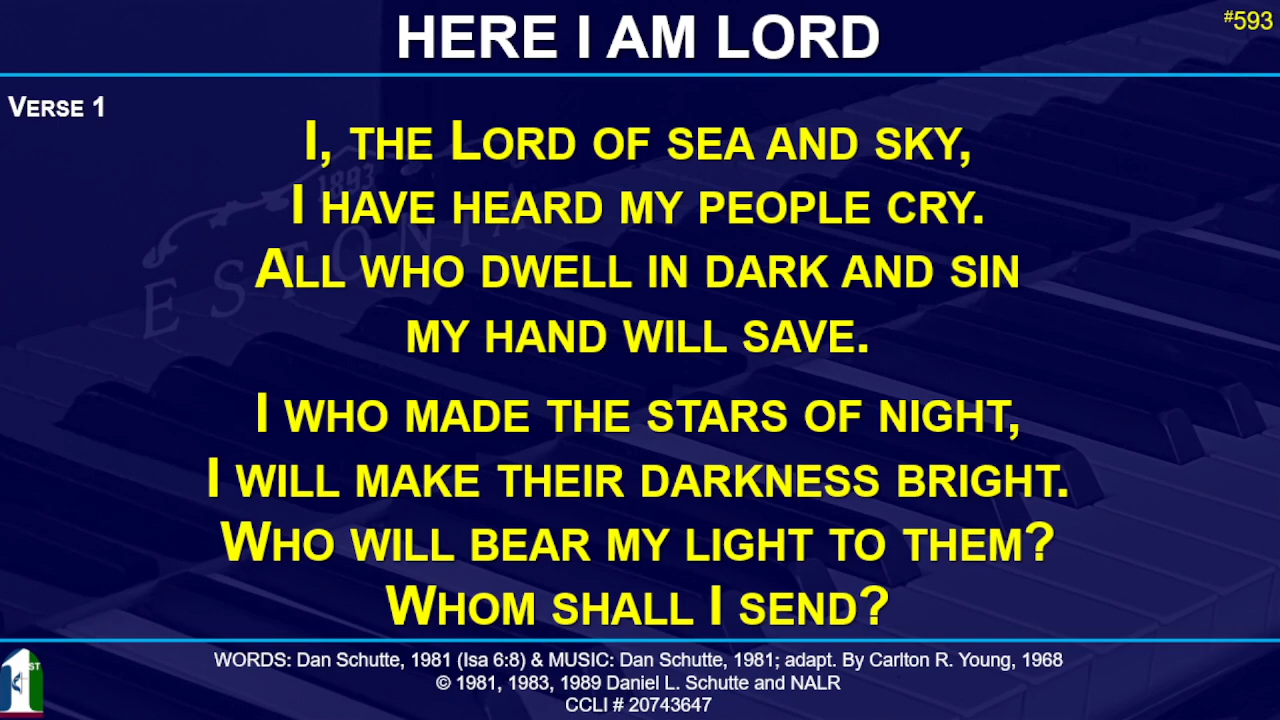 HERE I AM LORD
#593
VERSE 1
I, THE LORD OF SEA AND SKY,
I HAVE HEARD MY PEOPLE CRY.
ALL WHO DWELL IN DARK AND SIN
MY HAND WILL SAVE.
I WHO MADE THE STARS OF NIGHT,
I WILL MAKE THEIR DARKNESS BRIGHT.
WHO WILL BEAR MY LIGHT TO THEM?
WHOM SHALL I SEND?
1893
ESTONIA
1ST
WORDS: Dan Schutte, 1981 (Isa 6:8) & MUSIC: Dan Schutte, 1981; adapt. By Carlton R. Young, 1968
© 1981, 1983, 1989 Daniel L. Schutte and NALR
CCLI # 20743647